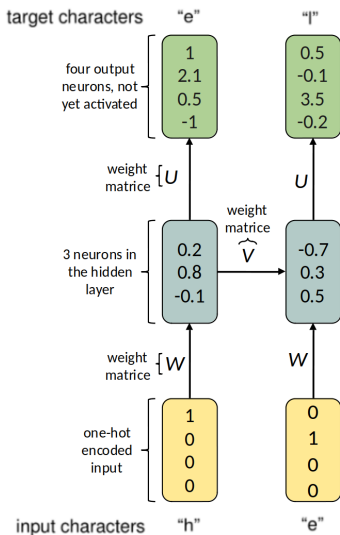 target characters "e" "l"
four output
neurons, not
yet activated
1
2.1
0.5
-1
0.5
-0.1
3.5
-0.2
weight
matrice
U
U
weight
matrice
V
3 neurons in
the hidden
layer
0.2
0.8
-0.1
-0.7
0.3
0.5
weight
matrice
W
W
one-hot
encoded
input
1
0
0
0
0
1
0
0
input characters "h" "e"